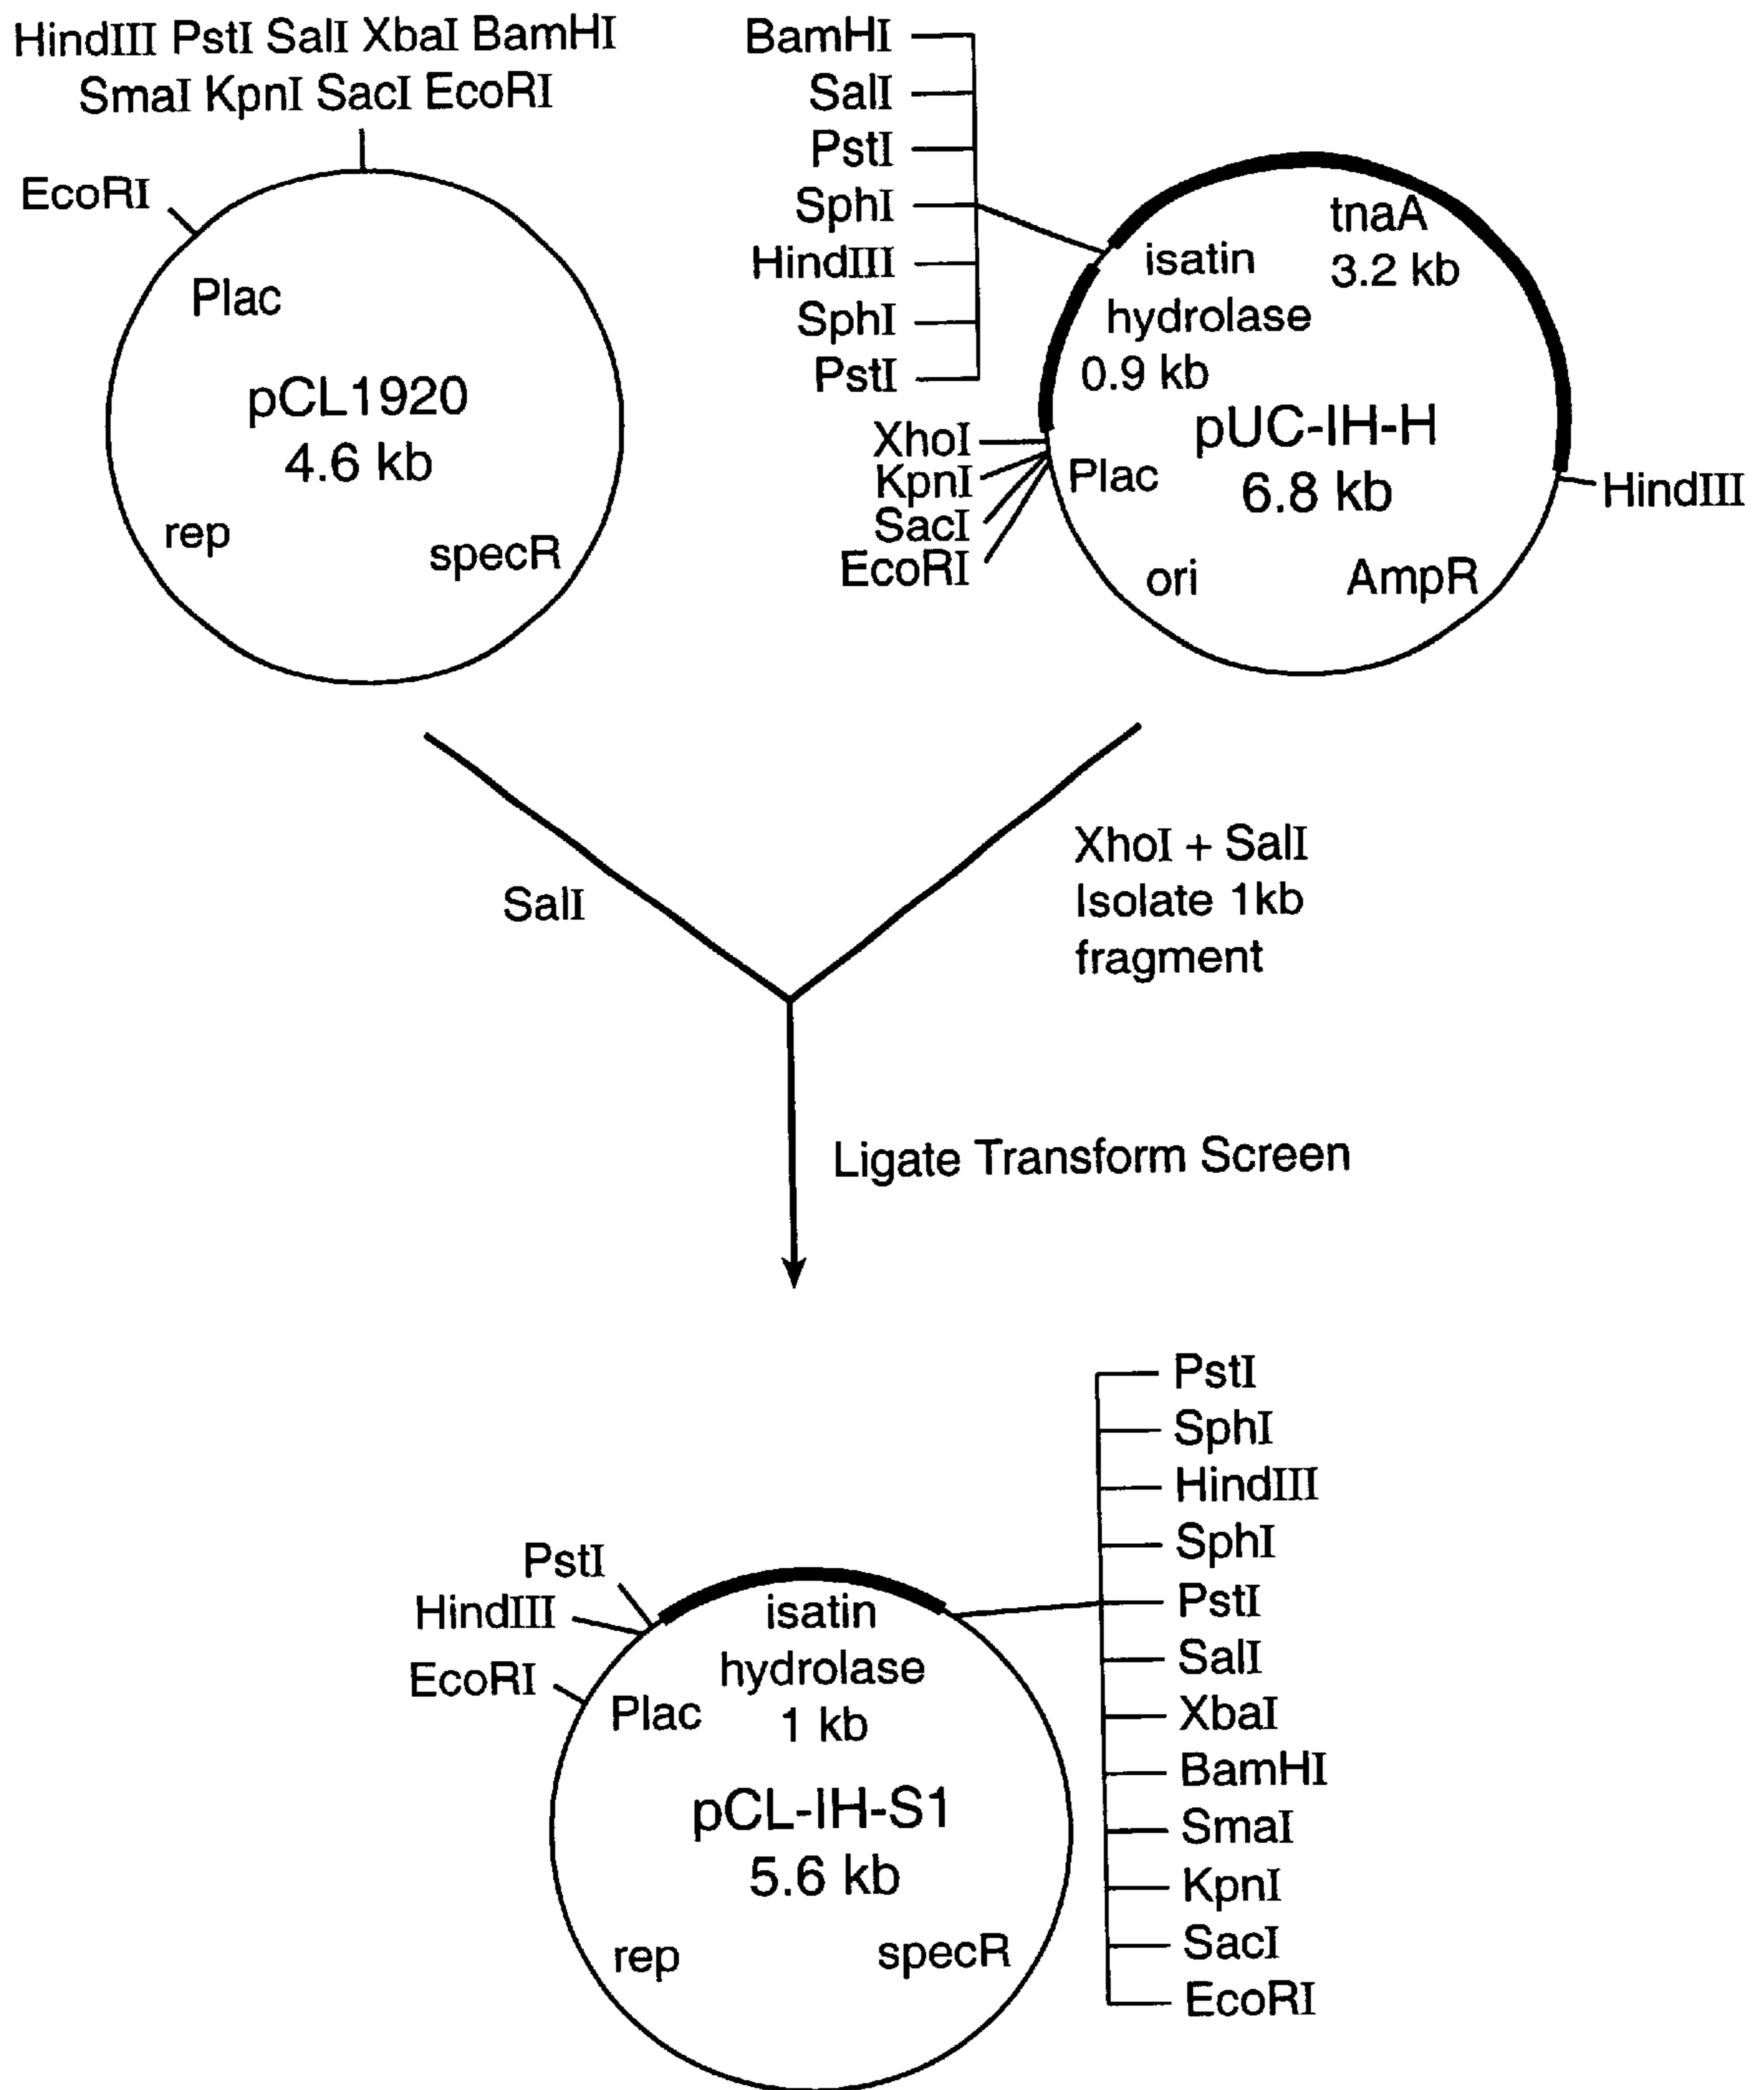 HindIII PstI SalI XbaI BamHI
SmaI KpnI SacI EcoRI
EcoRI
Plac
pCL1920
4.6 kb
rep
specR
BamHI
SalI
PstI
SphI
HindIII
SphI
PstI
XhoI
KpnI
SacI
EcoRI
tnaA
3.2 kb
isatin
hydrolase
0.9 kb
pUC-IH-H
6.8 kb
Plac
HindIII
ori
AmpR
SalI
XhoI + SalI
Isolate 1kb
fragment
Ligate Transform Screen
PstI
HindIII
EcoRI
Plac
isatin
hydrolase
1 kb
pCL-IH-S1
5.6 kb
rep
specR
PstI
SphI
HindIII
SphI
PstI
SalI
XbaI
BamHI
SmaI
KpnI
SacI
EcoRI